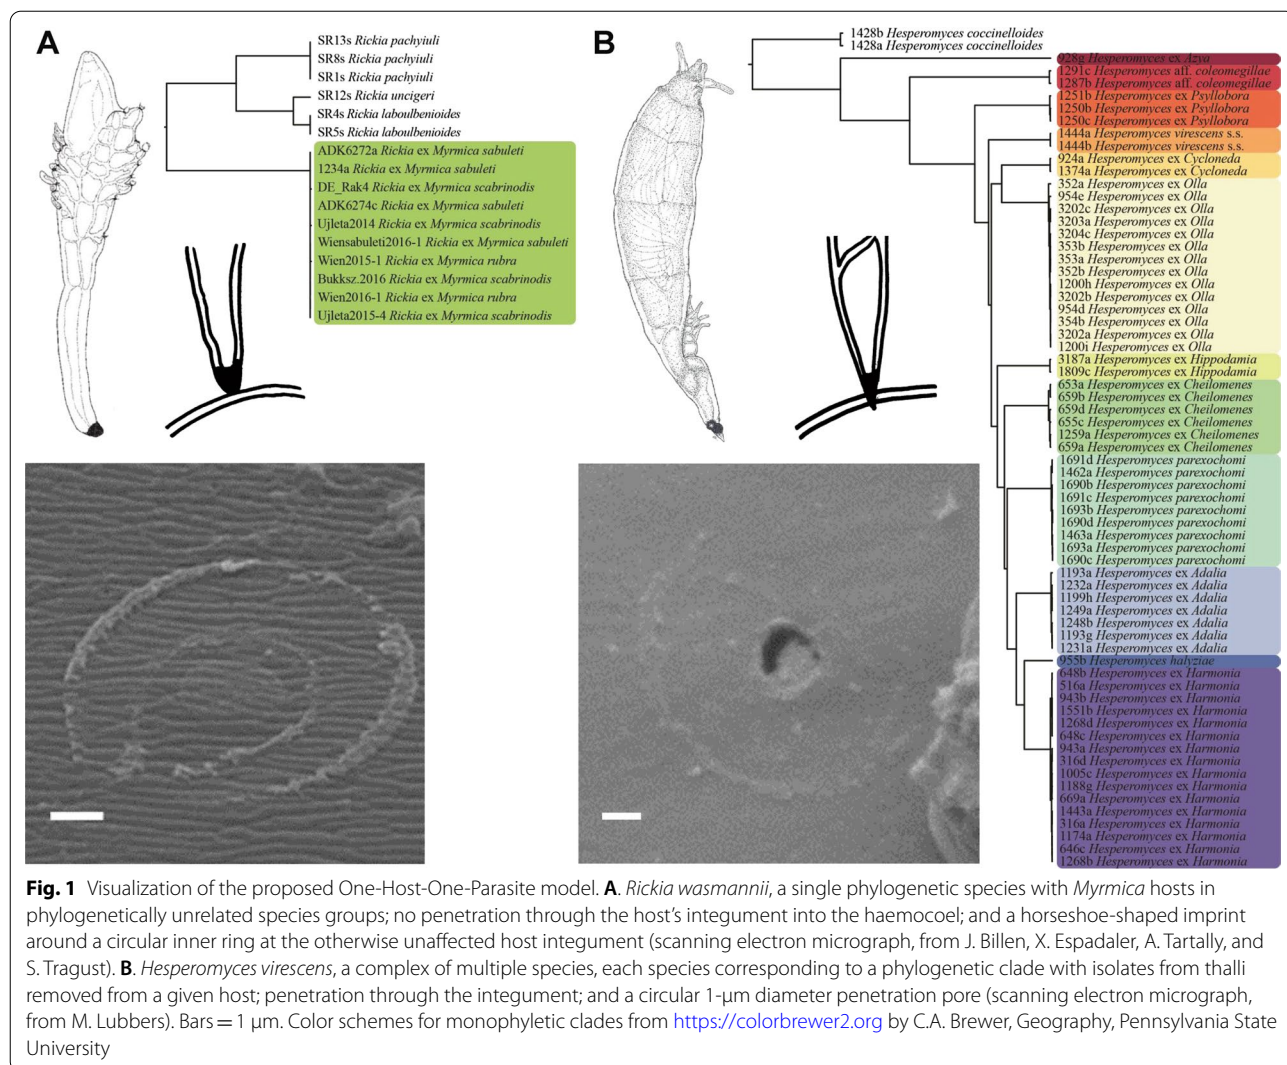 A
SR13s Rickia pachyiuli
SR8s Rickia pachyiuli
SR1s Rickia pachyiuli
SR12s Rickia uncigeri
SR4s Rickia laboulbenioides
SR5s Rickia laboulbenioides
ADK6272a Rickia ex Myrmica sabuleti
1234a Rickia ex Myrmica sabuleti
DE_Rak4 Rickia ex Myrmica scabrinodis
ADK6274c Rickia ex Myrmica sabuleti
Ujleta2014 Rickia ex Myrmica scabrinodis
Wiensabuleti2016-1 Rickia ex Myrmica sabuleti
Wien2015-1 Rickia ex Myrmica rubra
Bukksz.2016 Rickia ex Myrmica scabrinodis
Wien2016-1 Rickia ex Myrmica rubra
Ujleta2015-4 Rickia ex Myrmica scabrinodis
B
1428b Hesperomyces coccinelloides
1428a Hesperomyces coccinelloides
928g Hesperomyces ex Azya
1291c Hesperomyces aff. coleomegillae
1287b Hesperomyces aff. coleomegillae
1251b Hesperomyces ex Psyllobora
1250b Hesperomyces ex Psyllobora
1250c Hesperomyces ex Psyllobora
1444a Hesperomyces virescens s.s.
1444b Hesperomyces virescens s.s.
924a Hesperomyces ex Cycloneda
1374a Hesperomyces ex Cycloneda
352a Hesperomyces ex Olla
954e Hesperomyces ex Olla
3202c Hesperomyces ex Olla
3203a Hesperomyces ex Olla
3204c Hesperomyces ex Olla
353b Hesperomyces ex Olla
353a Hesperomyces ex Olla
352b Hesperomyces ex Olla
1200h Hesperomyces ex Olla
3202b Hesperomyces ex Olla
954d Hesperomyces ex Olla
354b Hesperomyces ex Olla
3202a Hesperomyces ex Olla
1200i Hesperomyces ex Olla
3187a Hesperomyces ex Hippodamia
1809c Hesperomyces ex Hippodamia
653a Hesperomyces ex Cheilomenes
659b Hesperomyces ex Cheilomenes
659d Hesperomyces ex Cheilomenes
655c Hesperomyces ex Cheilomenes
1259a Hesperomyces ex Cheilomenes
659a Hesperomyces ex Cheilomenes
1691d Hesperomyces parexochomi
1462a Hesperomyces parexochomi
1690b Hesperomyces parexochomi
1691c Hesperomyces parexochomi
1693b Hesperomyces parexochomi
1690d Hesperomyces parexochomi
1463a Hesperomyces parexochomi
1693a Hesperomyces parexochomi
1690c Hesperomyces parexochomi
1193a Hesperomyces ex Adalia
1232a Hesperomyces ex Adalia
1199h Hesperomyces ex Adalia
1249a Hesperomyces ex Adalia
1248b Hesperomyces ex Adalia
1193g Hesperomyces ex Adalia
1231a Hesperomyces ex Adalia
955b Hesperomyces halyziae
648b Hesperomyces ex Harmonia
516a Hesperomyces ex Harmonia
943b Hesperomyces ex Harmonia
1551b Hesperomyces ex Harmonia
1268d Hesperomyces ex Harmonia
648c Hesperomyces ex Harmonia
943a Hesperomyces ex Harmonia
316d Hesperomyces ex Harmonia
1005c Hesperomyces ex Harmonia
1188g Hesperomyces ex Harmonia
669a Hesperomyces ex Harmonia
1443a Hesperomyces ex Harmonia
316a Hesperomyces ex Harmonia
1174a Hesperomyces ex Harmonia
646c Hesperomyces ex Harmonia
1268b Hesperomyces ex Harmonia
Fig. 1 Visualization of the proposed One-Host-One-Parasite model. A. Rickia wasmannii, a single phylogenetic species with Myrmica hosts in
phylogenetically unrelated species groups; no penetration through the host's integument into the haemocoel; and a horseshoe-shaped imprint
around a circular inner ring at the otherwise unaffected host integument (scanning electron micrograph, from J. Billen, X. Espadaler, A. Tartally, and
S. Tragust). B. Hesperomyces virescens, a complex of multiple species, each species corresponding to a phylogenetic clade with isolates from thalli
removed from a given host; penetration through the integument; and a circular 1-μm diameter penetration pore (scanning electron micrograph,
from M. Lubbers). Bars = 1 μm. Color schemes for monophyletic clades from https://colorbrewer2.org by C.A. Brewer, Geography, Pennsylvania State
University